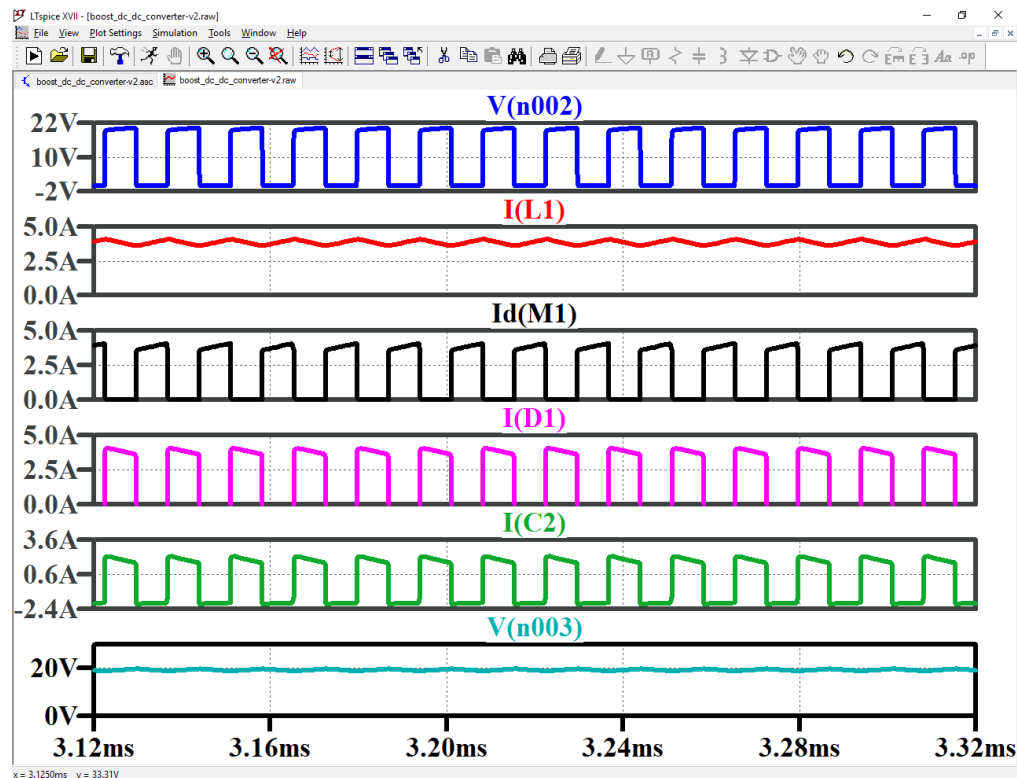 LTspice XVII - [boost_dc_dc_converter-v2.raw]
File View Plot Settings Simulation Tools Window Help
boost_dc_dc_converter-v2.asc boost_dc_dc_converter-v2.raw
V(n002)
22V
10V
-2V
I(L1)
5.0A
2.5A
0.0A
Id(M1)
5.0A
2.5A
0.0A
I(D1)
5.0A
2.5A
0.0A
I(C2)
3.6A
0.6A
-2.4A
V(n003)
20V
0V
3.12ms 3.16ms 3.20ms 3.24ms 3.28ms 3.32ms
x = 3.1250ms v = 33.31V